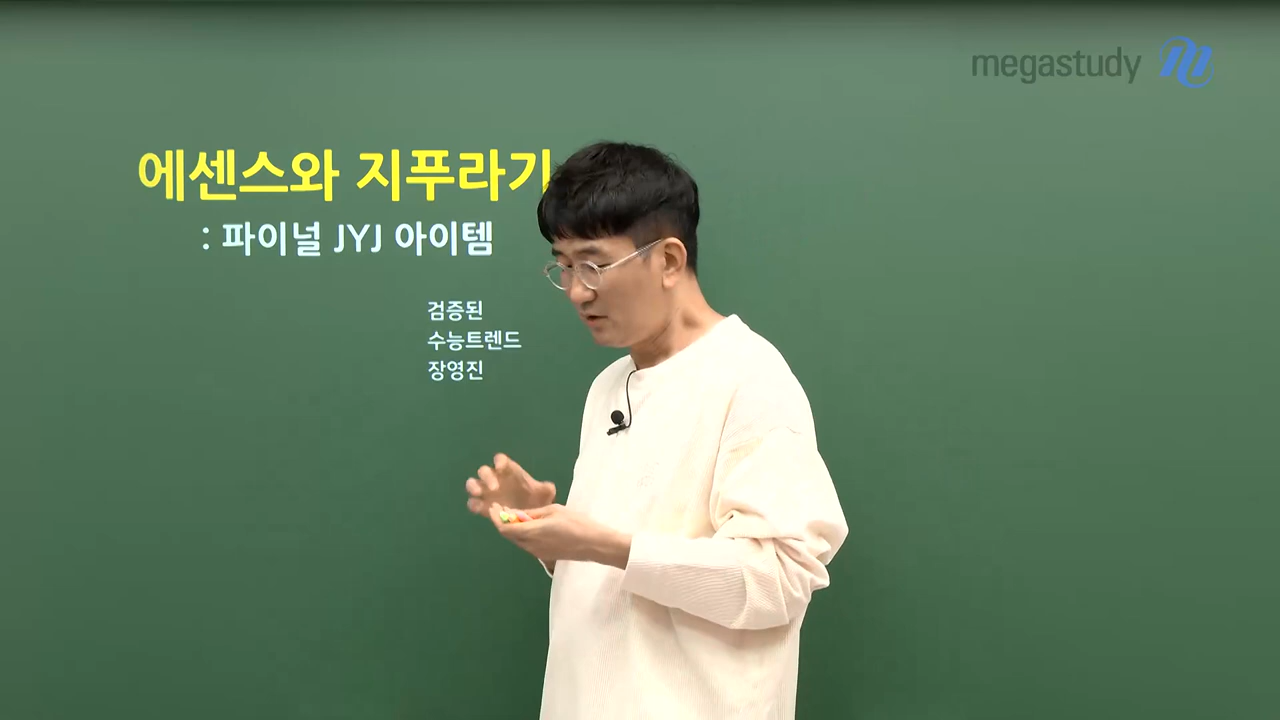 megastudy
에센스와 지푸라기
: 파이널 JYJ 아이템
검증된
수능트렌드
장영진